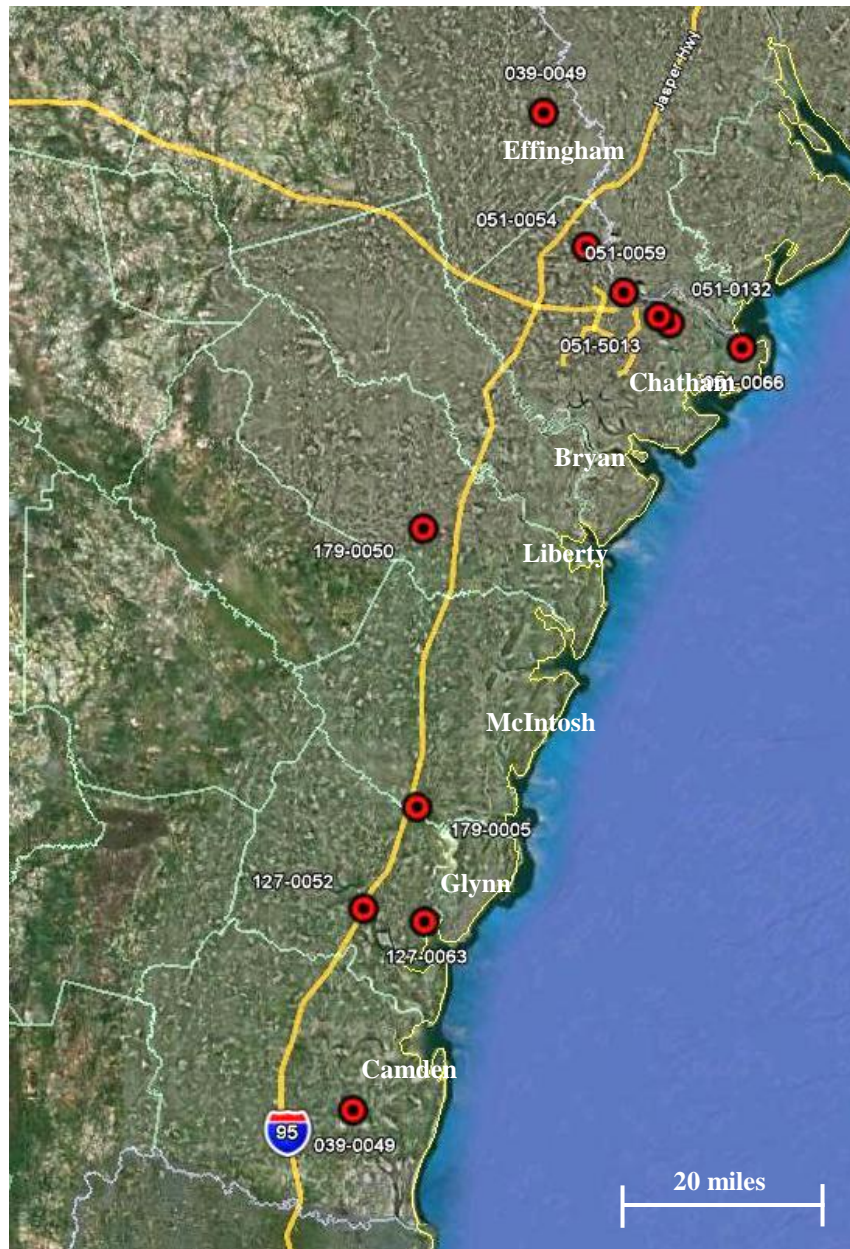 Jasper Hwy
039-0049
Effingham
051-0054
051-0059
051-0132
051-5013
Chatham
051-0066
Bryan
179-0050
Liberty
McIntosh
179-0005
127-0052
Glynn
127-0063
Camden
95
039-0049
20 miles